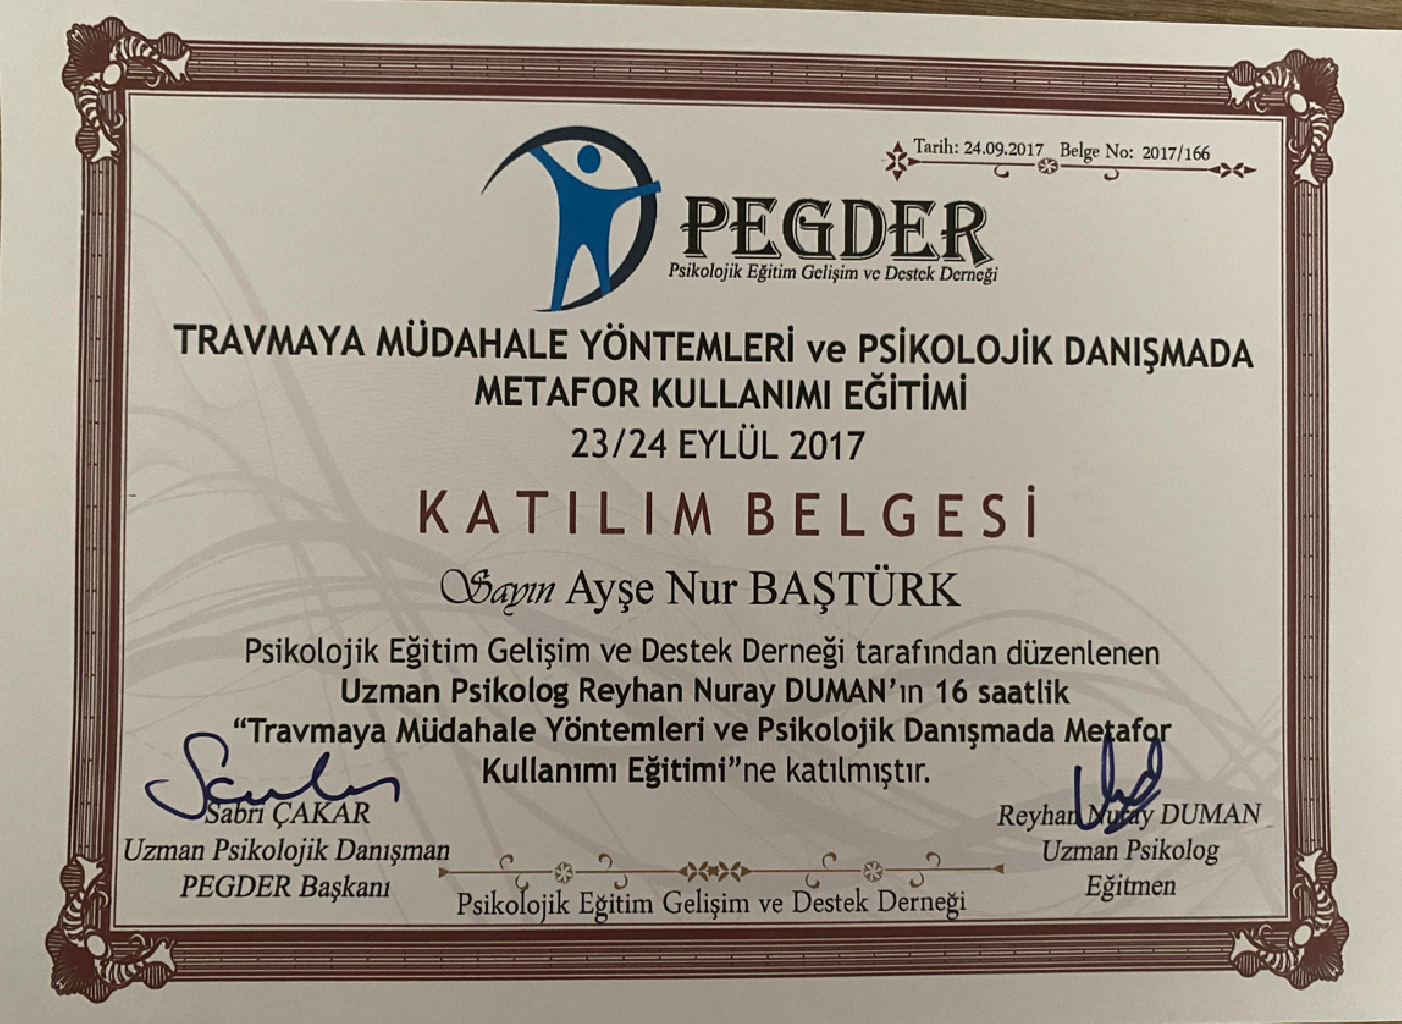 Tarih: 24.09.2017 Belge No: 2017/166
PEGDER
Psikolojik Eğitim Gelişim ve Destek Derneği
TRAVMAYA MÜDAHALE YÖNTEMLERİ ve PSİKOLOJİK DANIŞMADA
METAFOR KULLANIMI EĞİTİMİ
23/24 EYLÜL 2017
KATILIM BELGESİ
Sayın Ayşe Nur BAŞTÜRK
Psikolojik Eğitim Gelişim ve Destek Derneği tarafından düzenlenen
Uzman Psikolog Reyhan Nuray DUMAN’ın 16 saatlik
“Travmaya Müdahale Yöntemleri ve Psikolojik Danışmada Metafor
Kullanımı Eğitimi”ne katılmıştır.
Sabri ÇAKAR
Uzman Psikolojik Danışman
PEGDER Başkanı
Reyhan Nuray DUMAN
Uzman Psikolog
Eğitmen
Psikolojik Eğitim Gelişim ve Destek Derneği